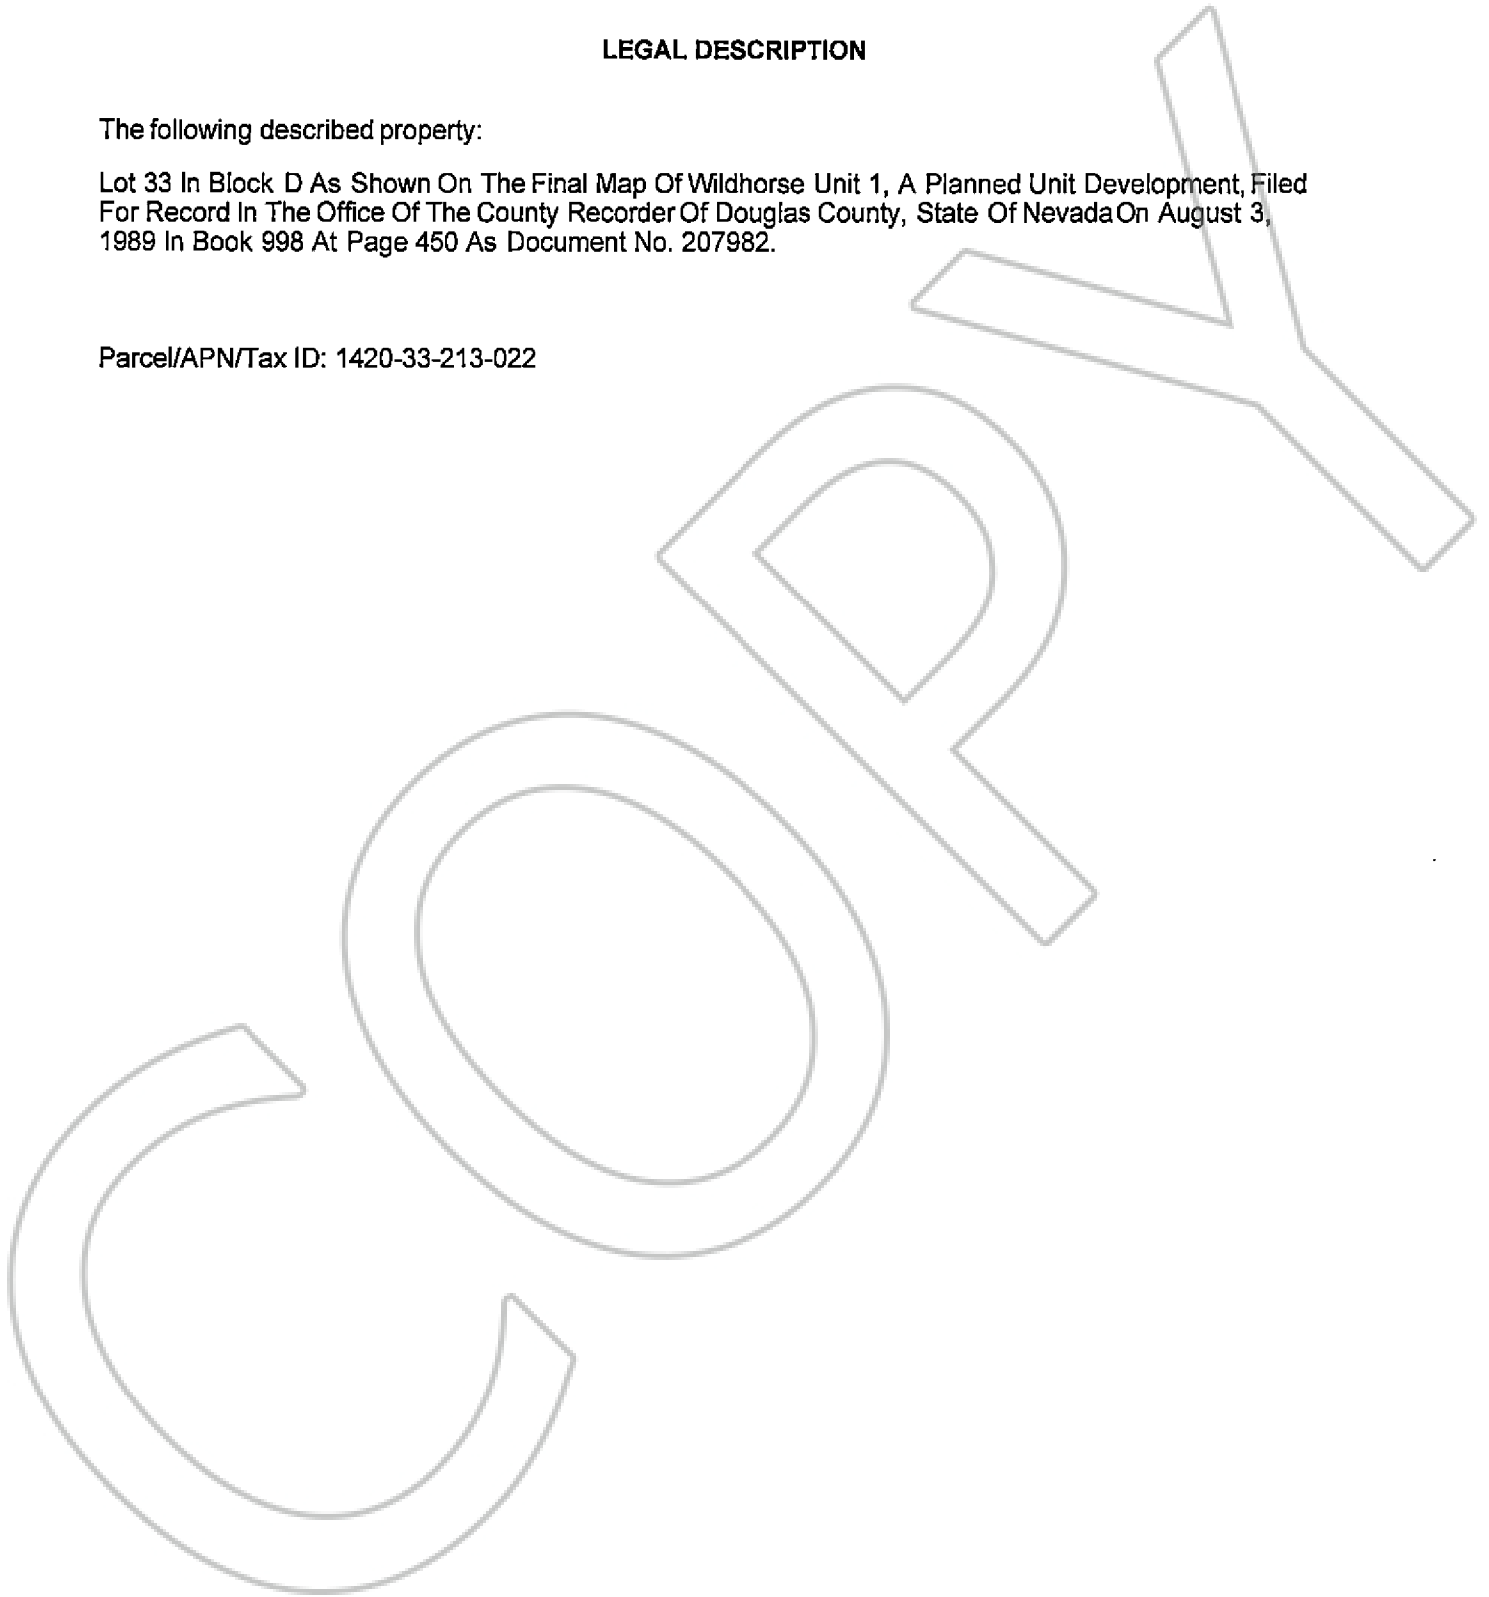 LEGAL DESCRIPTION
The following described property:
Lot 33 In Block D As Shown On The Final Map Of Wildhorse Unit 1, A Planned Unit Development, Filed
For Record In The Office Of The County Recorder Of Douglas County, State Of Nevada On August 3,
1989 In Book 998 At Page 450 As Document No. 207982.
Parcel/APN/Tax ID: 1420-33-213-022
COPY